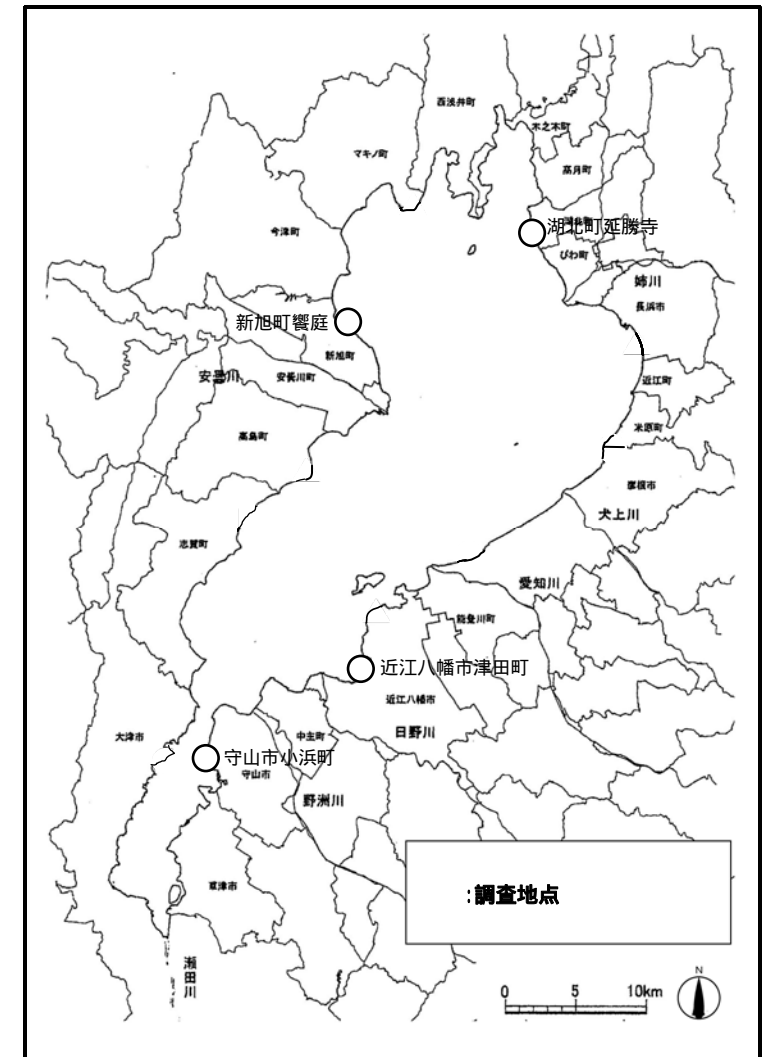 西浅井町
木之本町
マキノ町
高月町
湖北町延勝寺
今津町
びわ町
姉川
長浜市
新旭町饗庭
新旭町
安曇川
安曇川町
近江町
米原町
高島町
彦根市
犬上川
志賀町
愛知川
能登川町
近江八幡市津田町
近江八幡市
日野川
大津市
中主町
守山市小浜町
守山市
野洲川
草津市
:調査地点
瀬田川
N
0 5 10km